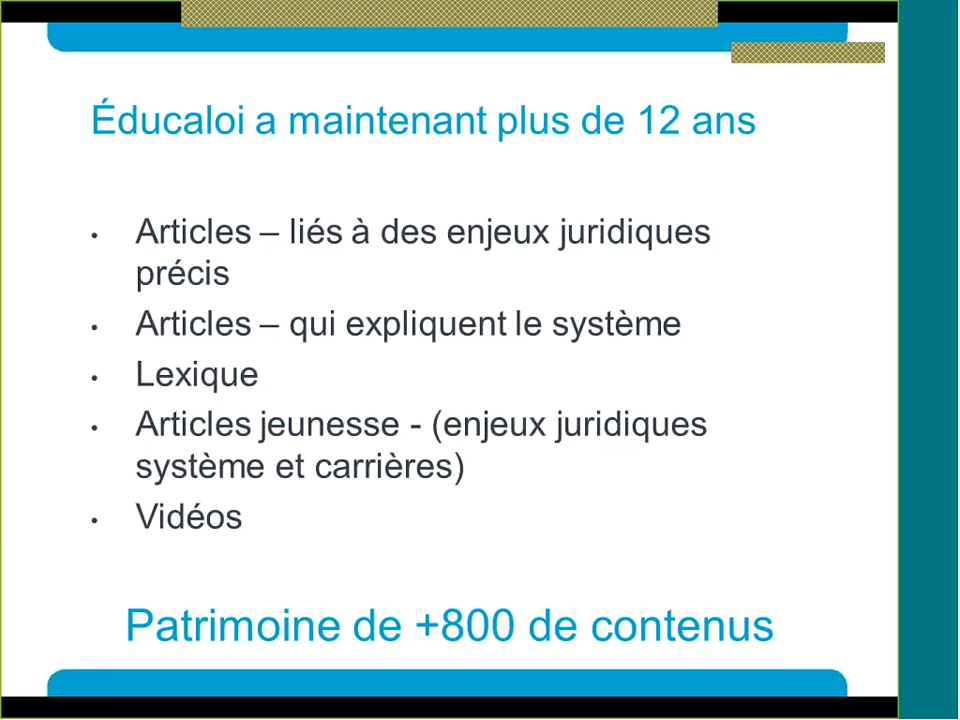 Éducaloi a maintenant plus de 12 ans
• Articles – liés à des enjeux juridiques
précis
• Articles – qui expliquent le système
• Lexique
• Articles jeunesse - (enjeux juridiques
système et carrières)
• Vidéos
Patrimoine de +800 de contenus